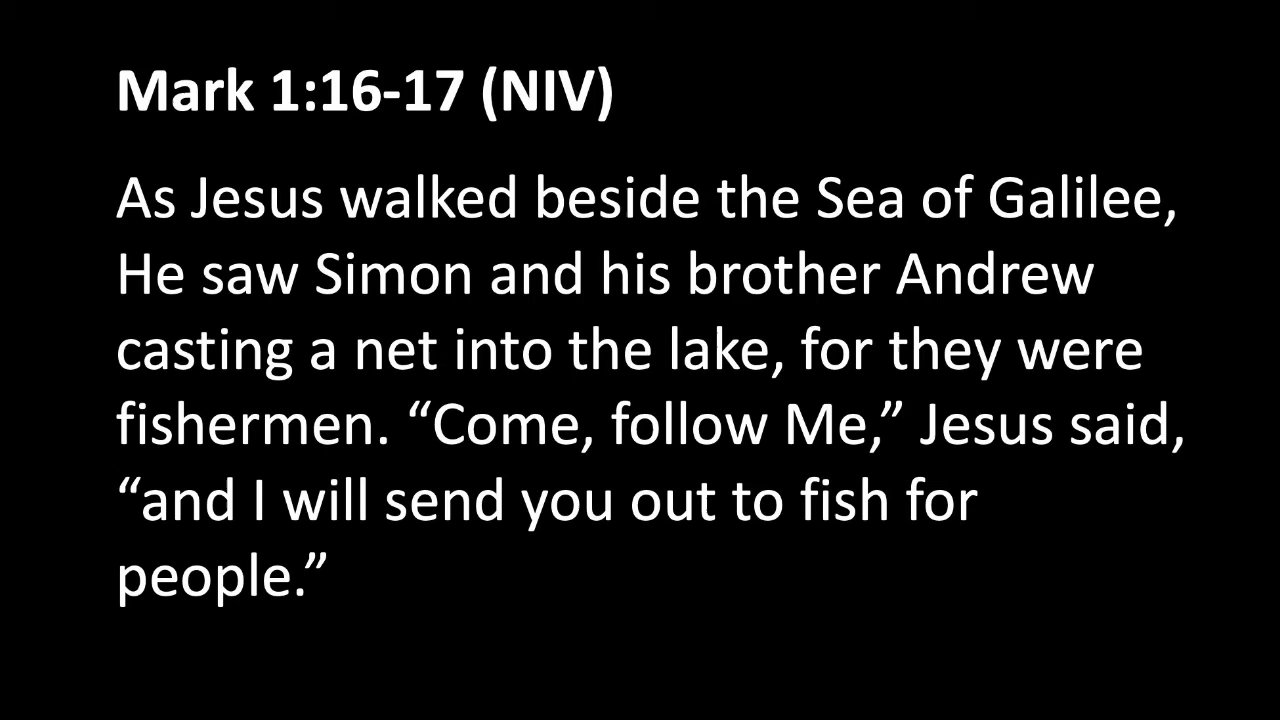 Mark 1:16-17 (NIV)
As Jesus walked beside the Sea of Galilee,
He saw Simon and his brother Andrew
casting a net into the lake, for they were
fishermen. “Come, follow Me,” Jesus said,
“and I will send you out to fish for
people.”